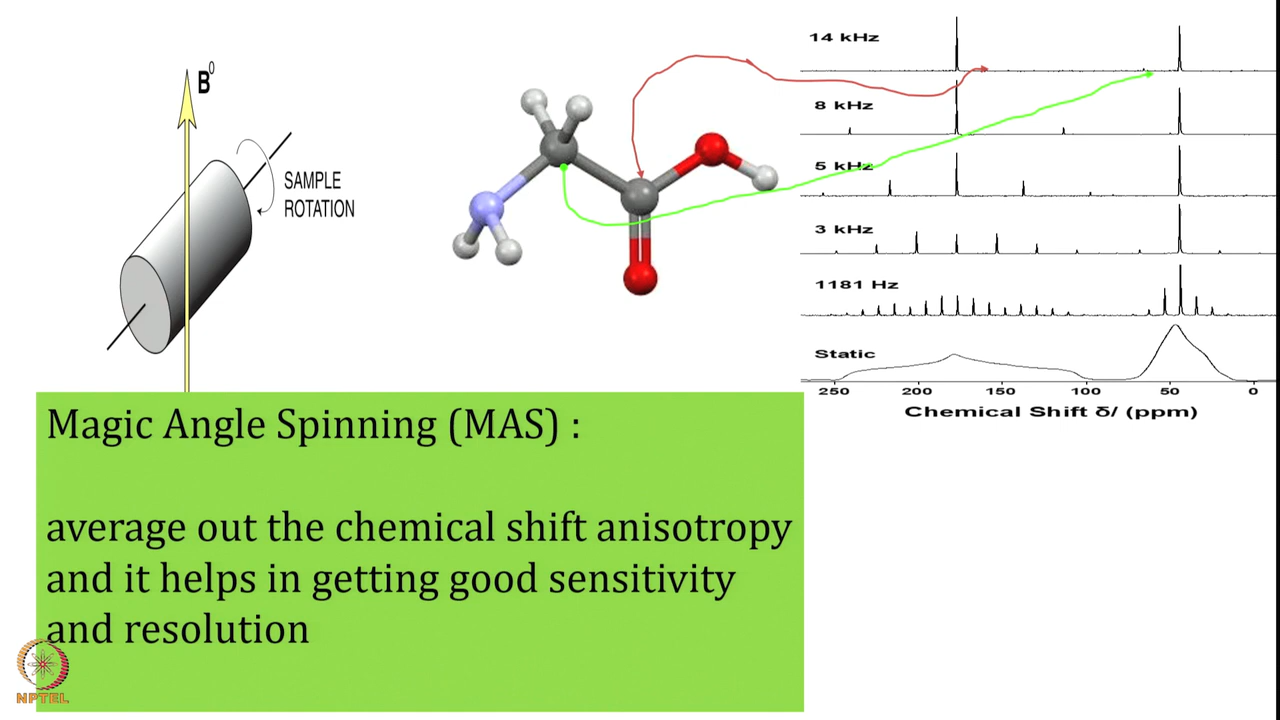 B0
SAMPLE
ROTATION
14 kHz
8 kHz
5 kHz
3 kHz
1181 Hz
Static
250 200 150 100 50 0
Chemical Shift δ/ (ppm)
Magic Angle Spinning (MAS) :
average out the chemical shift anisotropy
and it helps in getting good sensitivity
and resolution
NPTEL